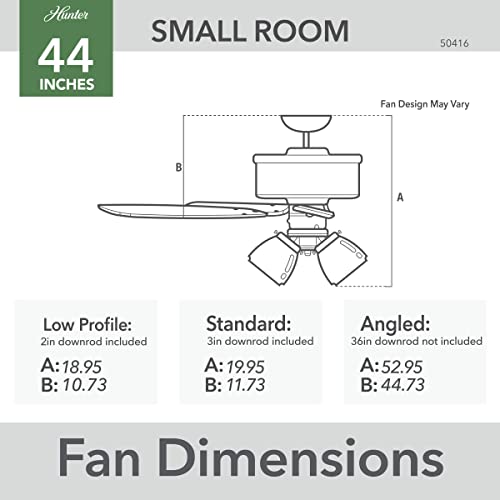 Hunter
44
INCHES
SMALL ROOM
50416
Fan Design May Vary
B
A
Low Profile:
2in downrod included
A: 18.95
B: 10.73
Standard:
3in downrod included
A: 19.95
B: 11.73
Angled:
36in downrod not included
A: 52.95
B: 44.73
Fan Dimensions